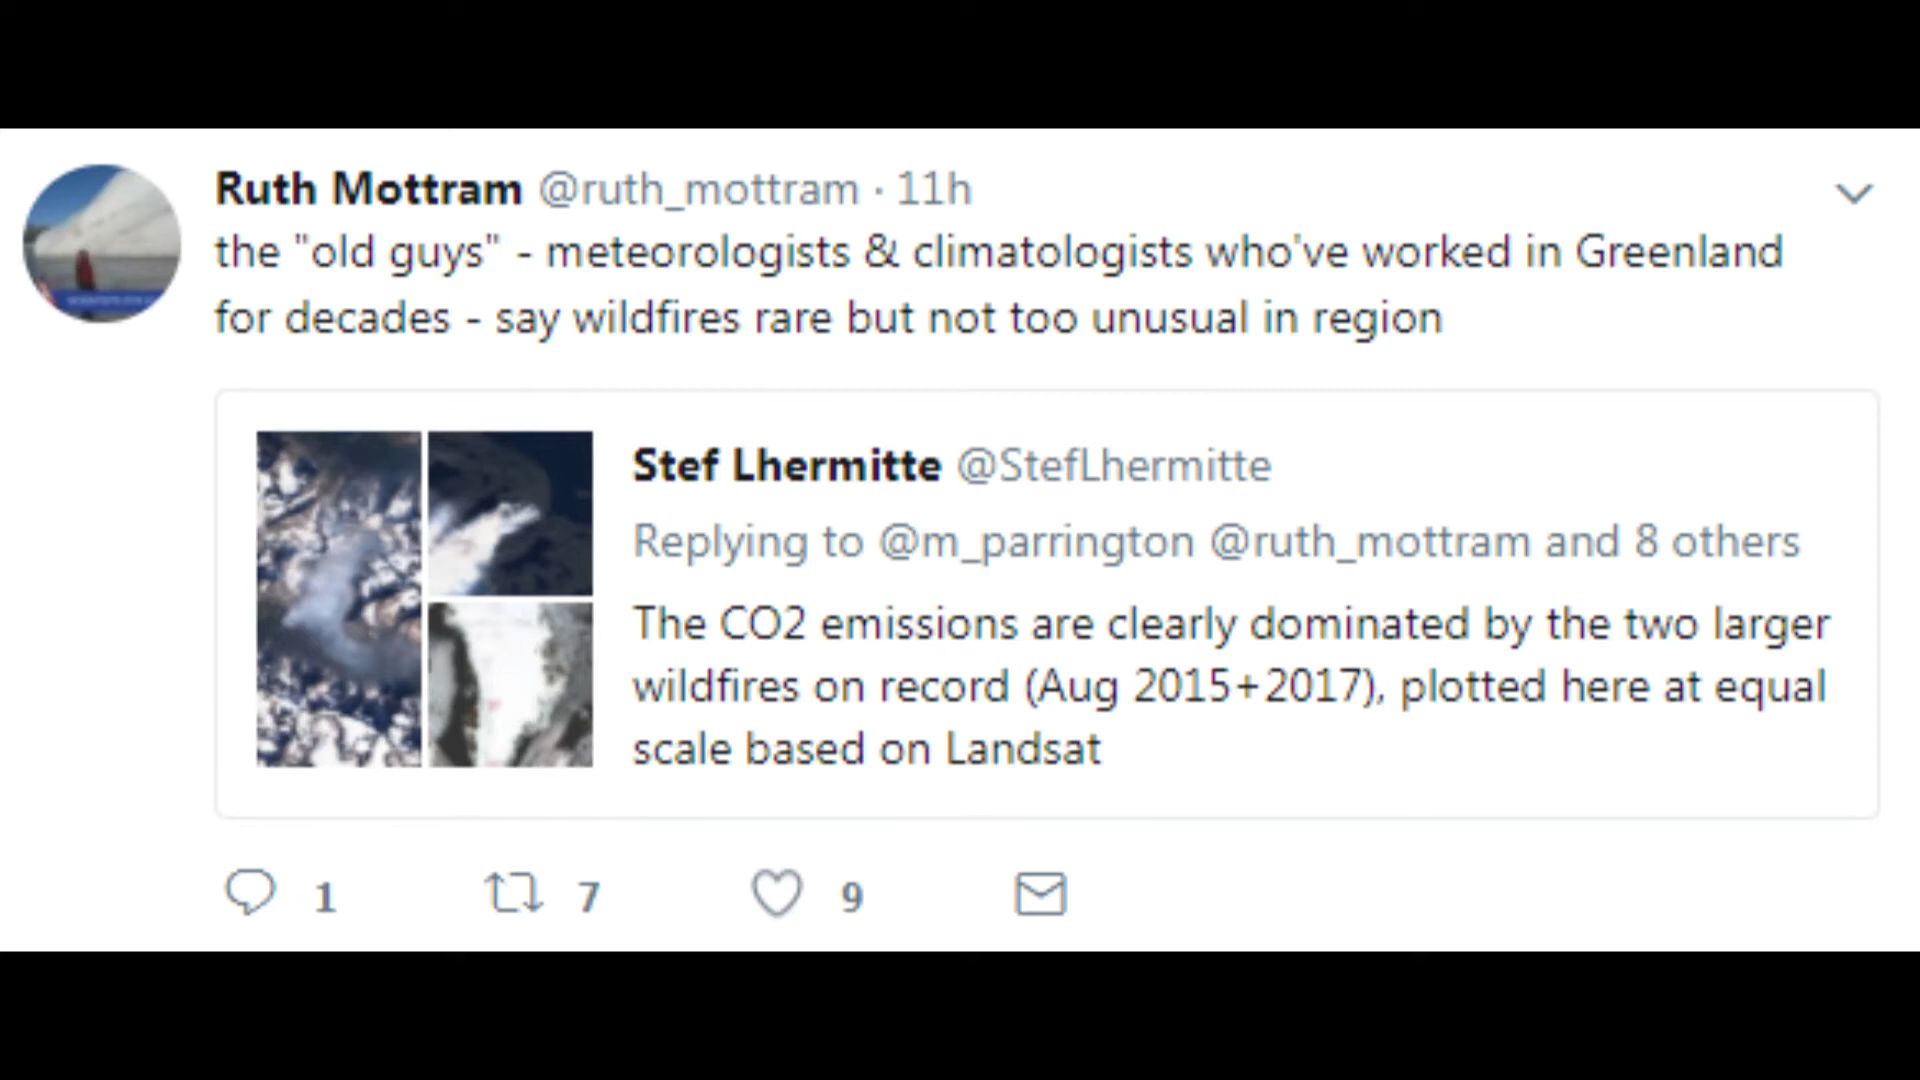 Ruth Mottram @ruth_mottram · 11h
the "old guys" - meteorologists & climatologists who've worked in Greenland
for decades - say wildfires rare but not too unusual in region
Stef Lhermitte @StefLhermitte
Replying to @m_parrington @ruth_mottram and 8 others
The CO2 emissions are clearly dominated by the two larger
wildfires on record (Aug 2015+2017), plotted here at equal
scale based on Landsat
1 7 9